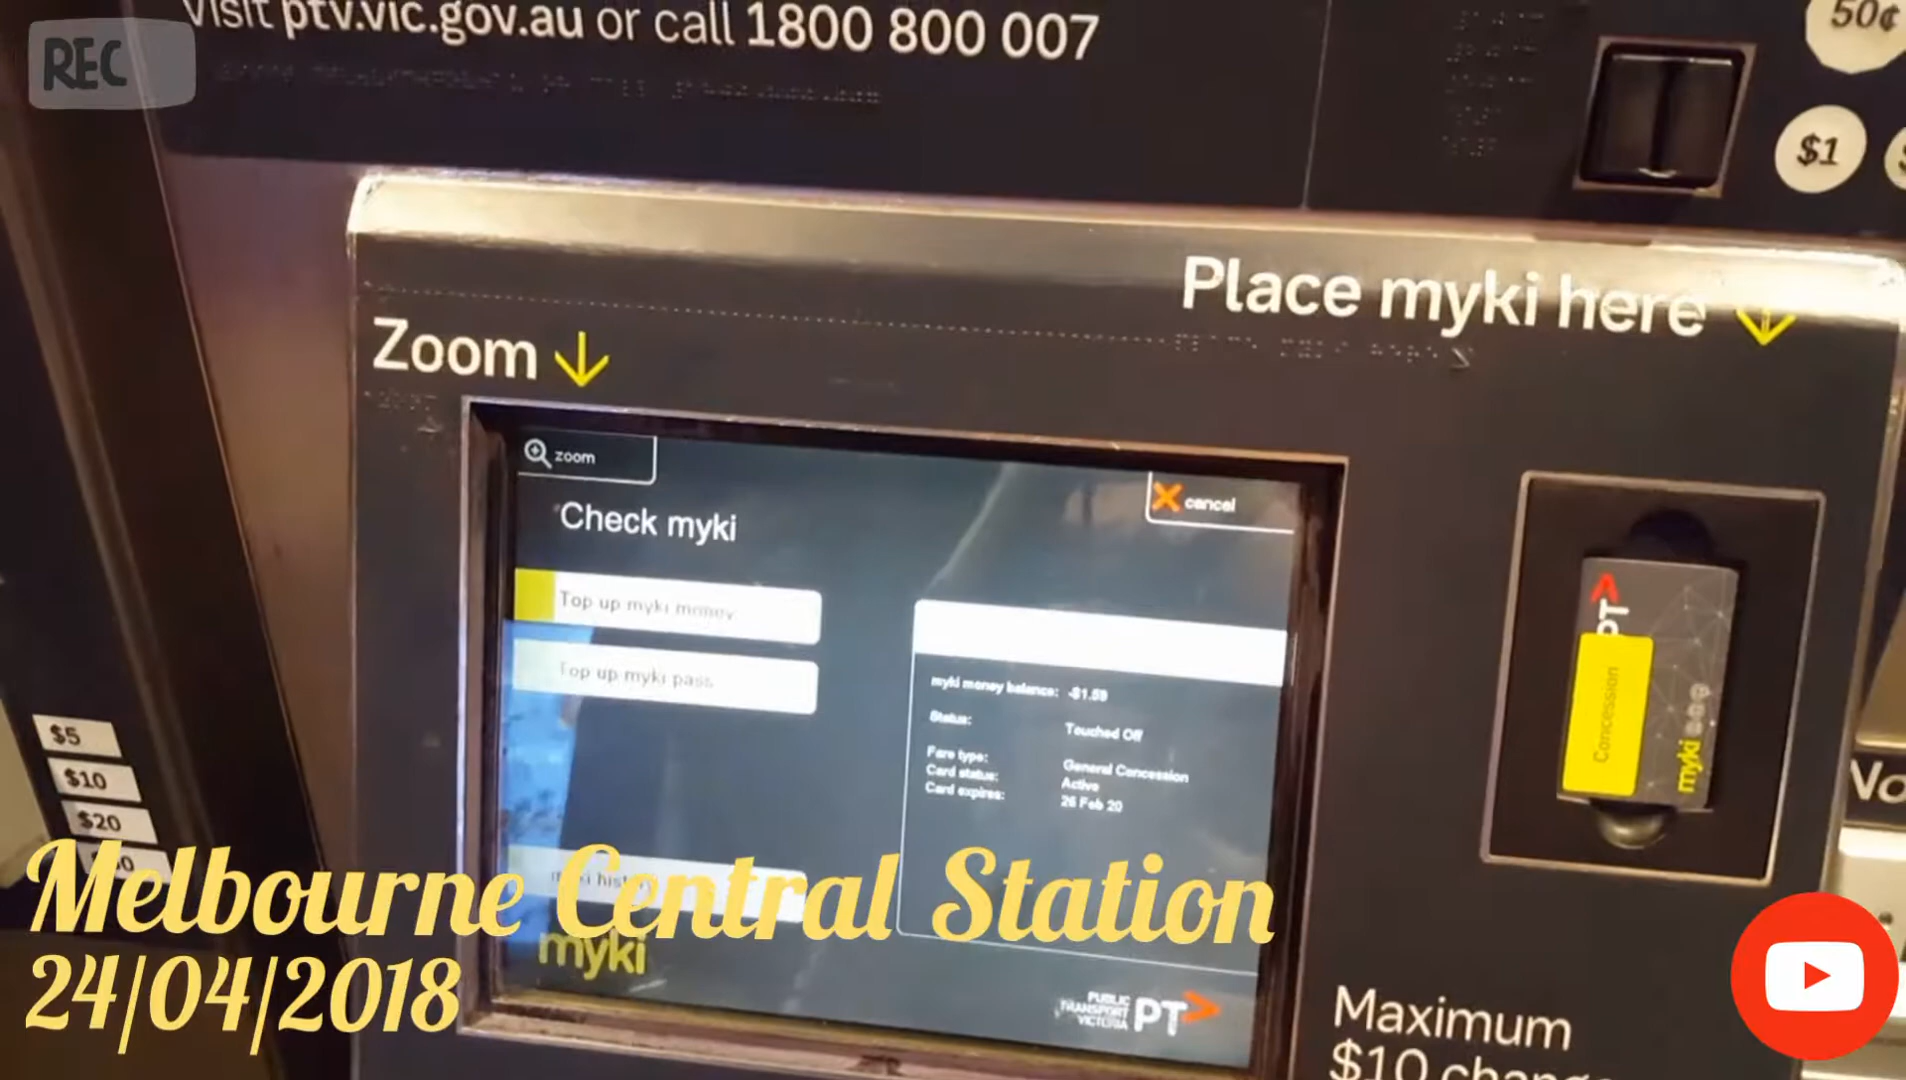 Visit ptv.vic.gov.au or call 1800 800 007
REC
50¢
$1
Place myki here
Zoom
zoom
cancel
Check myki
Top up myki money
Top up myki pass
myki money balance: -$1.59
Status: Touched Off
Fare type: General Concession
Card status: Active
Card expires: 26 Feb 20
PT
Concession
myki
$5
$10
$20
Melbourne Central Station
24/04/2018
myki
PUBLIC
TRANSPORT
VICTORIA
PT
Maximum
$10 change